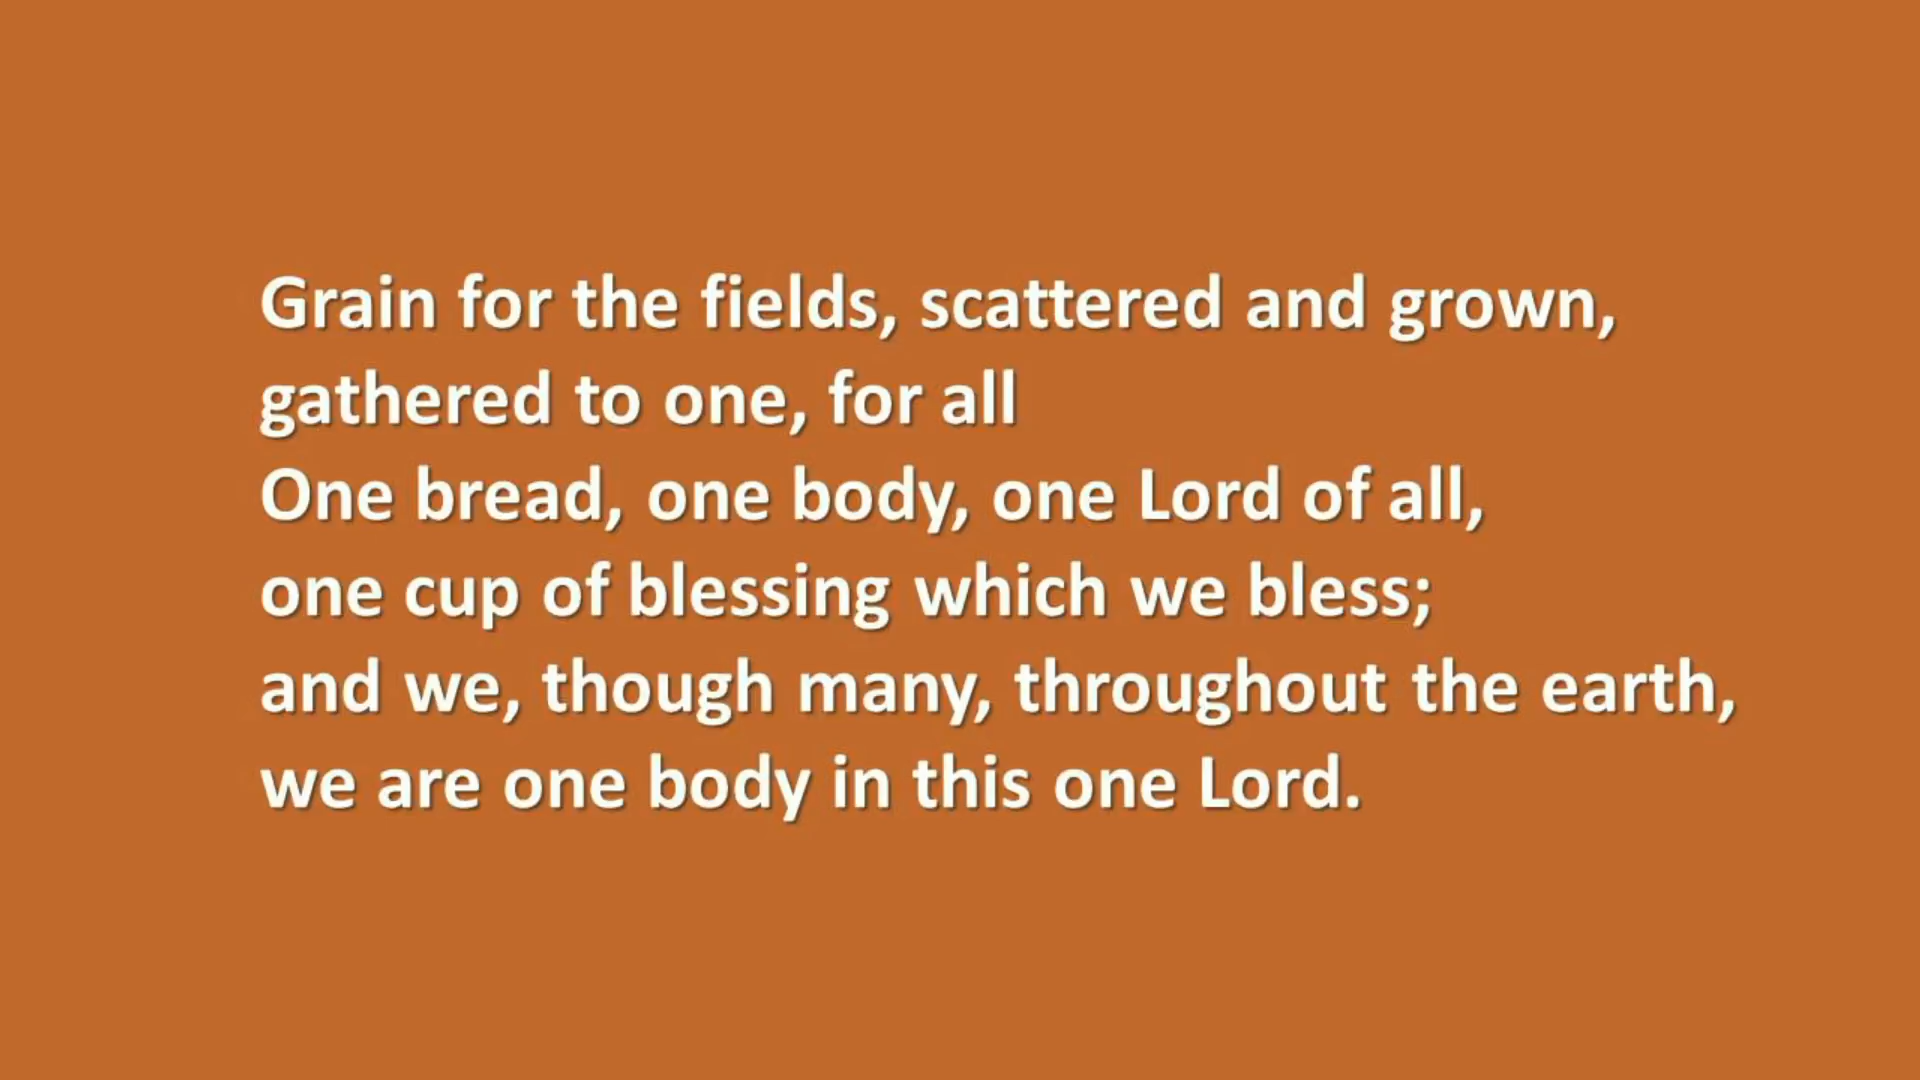 Grain for the fields, scattered and grown,
gathered to one, for all
One bread, one body, one Lord of all,
one cup of blessing which we bless;
and we, though many, throughout the earth,
we are one body in this one Lord.